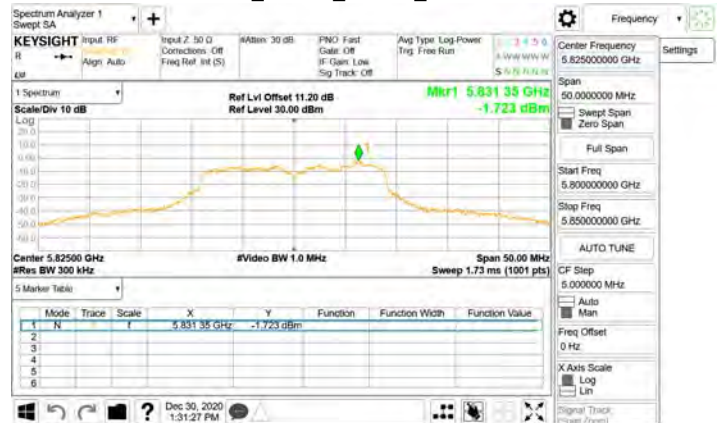 Spectrum Analyzer 1
Swept SA
+
Frequency
KEYSIGHT
R
Input: RF
Align: Auto
Input Z: 50 Ω
Corrections: Off
Freq Ref: Int (S)
#Atten: 30 dB
PNO: Fast
Gate: Off
IF Gain: Low
Sig Track: Off
Avg Type: Log-Power
Trig: Free Run
Center Frequency
5.825000000 GHz
Settings
Span
50.0000000 MHz
Swept Span
Zero Span
Full Span
Start Freq
5.800000000 GHz
Stop Freq
5.850000000 GHz
AUTO TUNE
CF Step
5.000000 MHz
Auto
Man
Freq Offset
0 Hz
X Axis Scale
Log
Lin
Signal Track
1 Spectrum
Scale/Div 10 dB
Log
Ref Lvl Offset 11.20 dB
Ref Level 30.00 dBm
Mkr1 5.831 35 GHz
-1.723 dBm
1
Center 5.82500 GHz
#Res BW 300 kHz
#Video BW 1.0 MHz
Span 50.00 MHz
Sweep 1.73 ms (1001 pts)
5 Marker Table
Mode Trace Scale X Y Function Function Width Function Value
1 N f 5.831 35 GHz -1.723 dBm
2
3
4
5
6
?
Dec 30, 2020
1:31:27 PM